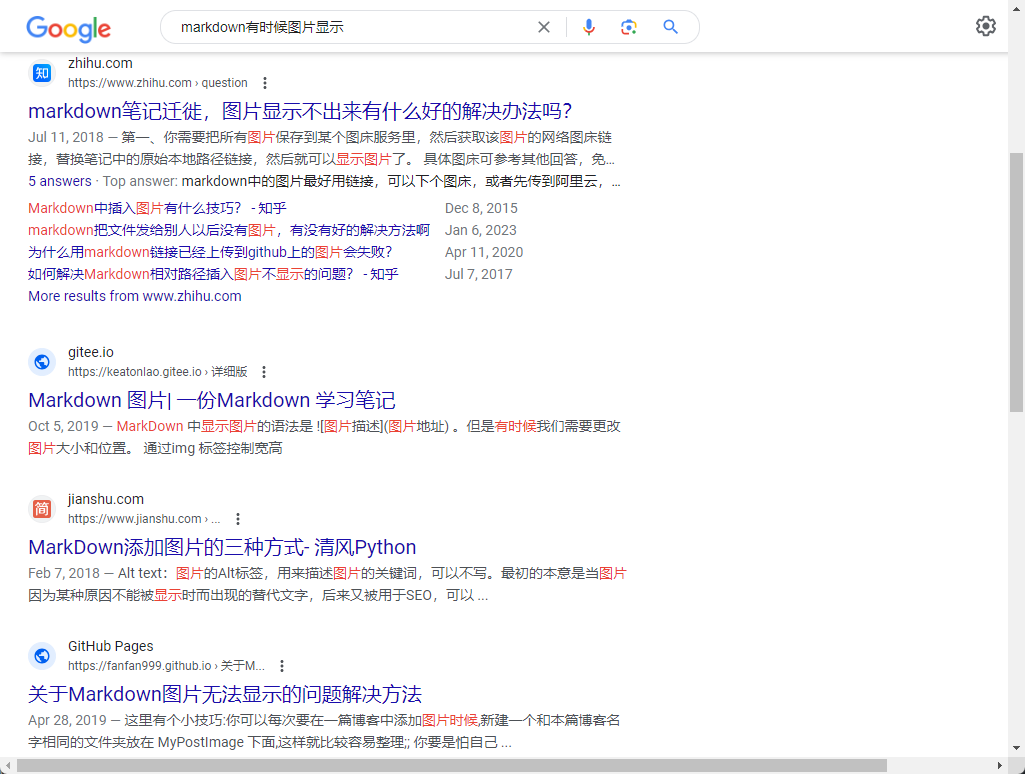 Google
markdown有时候图片显示
知
zhihu.com
https://www.zhihu.com › question
markdown笔记迁徙，图片显示不出来有什么好的解决办法吗？
Jul 11, 2018 — 第一、你需要把所有图片保存到某个图床服务里，然后获取该图片的网络图床链
接，替换笔记中的原始本地路径链接，然后就可以显示图片了。 具体图床可参考其他回答，免...
5 answers · Top answer: markdown中的图片最好用链接，可以下个图床，或者先传到阿里云，...
Markdown中插入图片有什么技巧？ - 知乎 Dec 8, 2015
markdown把文件发给别人以后没有图片，有没有好的解决方法啊 Jan 6, 2023
为什么用markdown链接已经上传到github上的图片会失败？ Apr 11, 2020
如何解决Markdown相对路径插入图片不显示的问题？ - 知乎 Jul 7, 2017
More results from www.zhihu.com
gitee.io
https://keatonlao.gitee.io › 详细版
Markdown 图片| 一份Markdown 学习笔记
Oct 5, 2019 — MarkDown 中显示图片的语法是 ![图片描述](图片地址) 。但是有时候我们需要更改
图片大小和位置。 通过img 标签控制宽高
简
jianshu.com
https://www.jianshu.com › ...
MarkDown添加图片的三种方式- 清风Python
Feb 7, 2018 — Alt text：图片的Alt标签，用来描述图片的关键词，可以不写。最初的本意是当图片
因为某种原因不能被显示时而出现的替代文字，后来又被用于SEO，可以 ...
GitHub Pages
https://fanfan999.github.io › 关于M...
关于Markdown图片无法显示的问题解决方法
Apr 28, 2019 — 这里有个小技巧:你可以每次要在一篇博客中添加图片时候,新建一个和本篇博客名
字相同的文件夹放在 MyPostImage 下面,这样就比较容易整理;; 你要是怕自己 ...